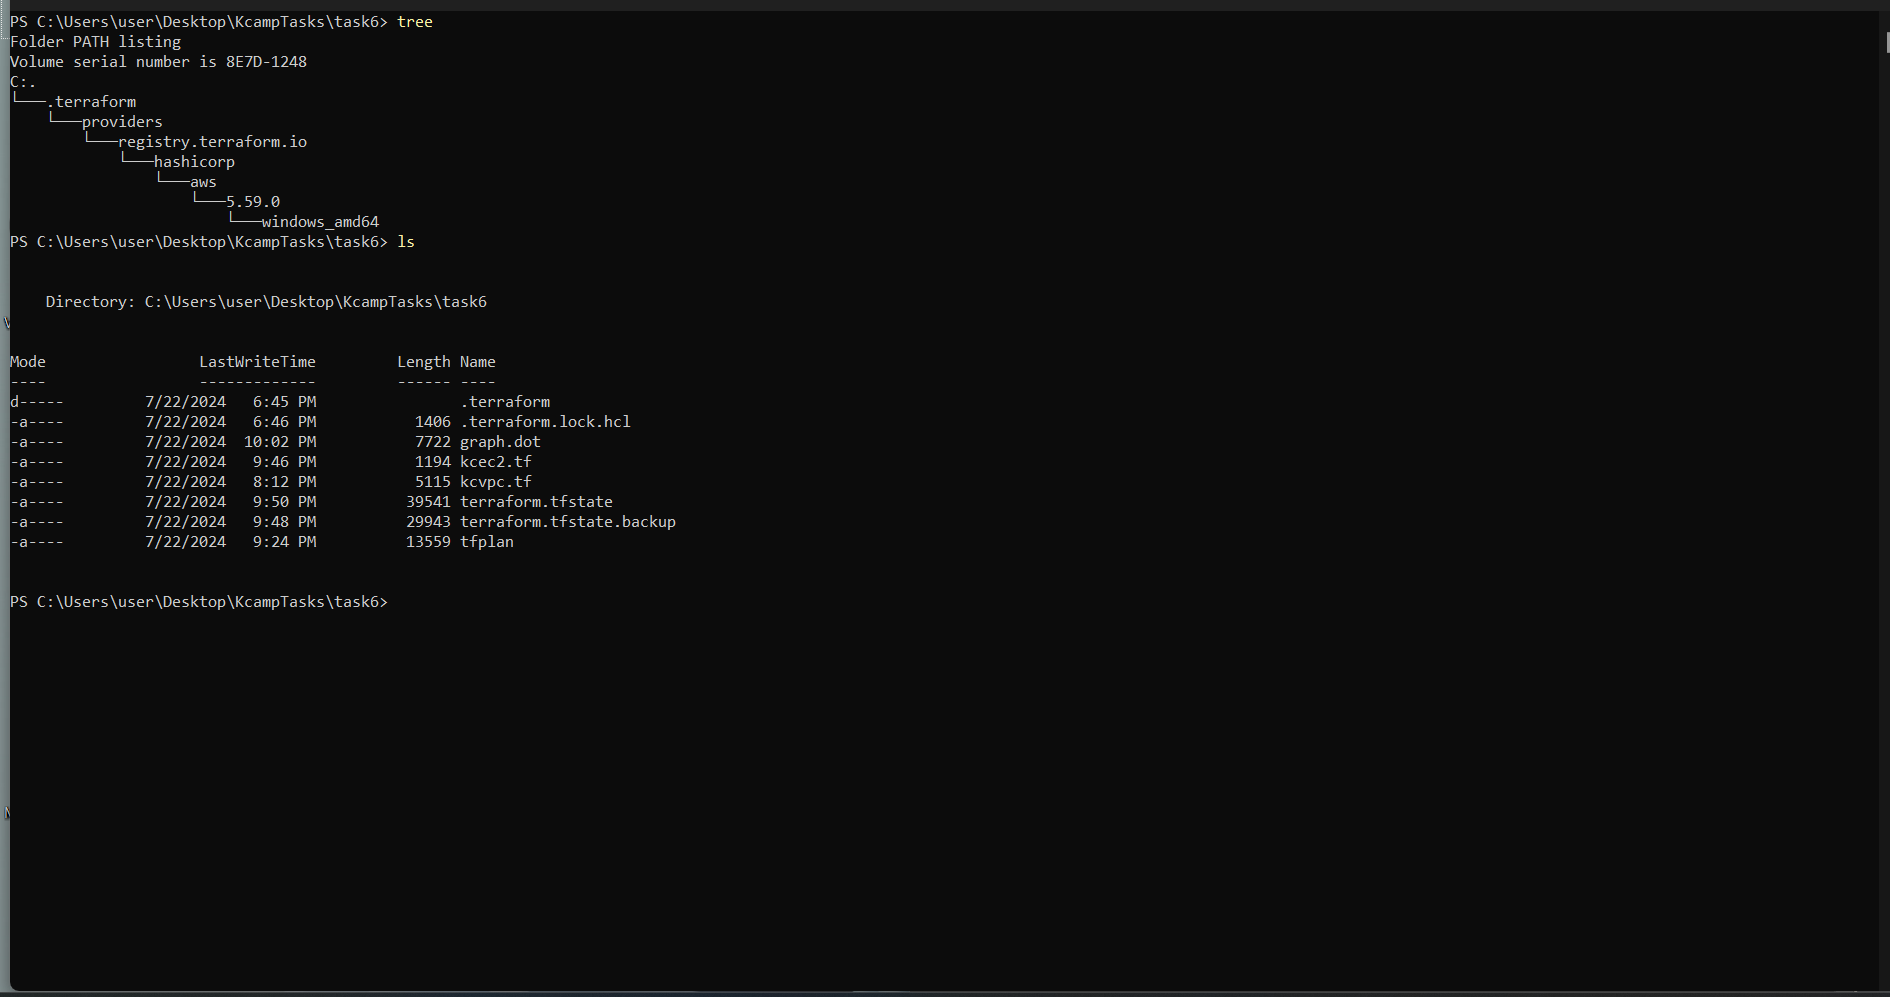 PS C:\Users\user\Desktop\KcampTasks\task6> tree
Folder PATH listing
Volume serial number is 8E7D-1248
C:.
└───.terraform
    └───providers
        └───registry.terraform.io
            └───hashicorp
                └───aws
                    └───5.59.0
                        └───windows_amd64
PS C:\Users\user\Desktop\KcampTasks\task6> ls
    Directory: C:\Users\user\Desktop\KcampTasks\task6
Mode                 LastWriteTime         Length Name
----                 -------------         ------ ----
d-----         7/22/2024   6:45 PM                .terraform
-a----         7/22/2024   6:46 PM           1406 .terraform.lock.hcl
-a----         7/22/2024  10:02 PM           7722 graph.dot
-a----         7/22/2024   9:46 PM           1194 kcec2.tf
-a----         7/22/2024   8:12 PM           5115 kcvpc.tf
-a----         7/22/2024   9:50 PM          39541 terraform.tfstate
-a----         7/22/2024   9:48 PM          29943 terraform.tfstate.backup
-a----         7/22/2024   9:24 PM          13559 tfplan
PS C:\Users\user\Desktop\KcampTasks\task6>